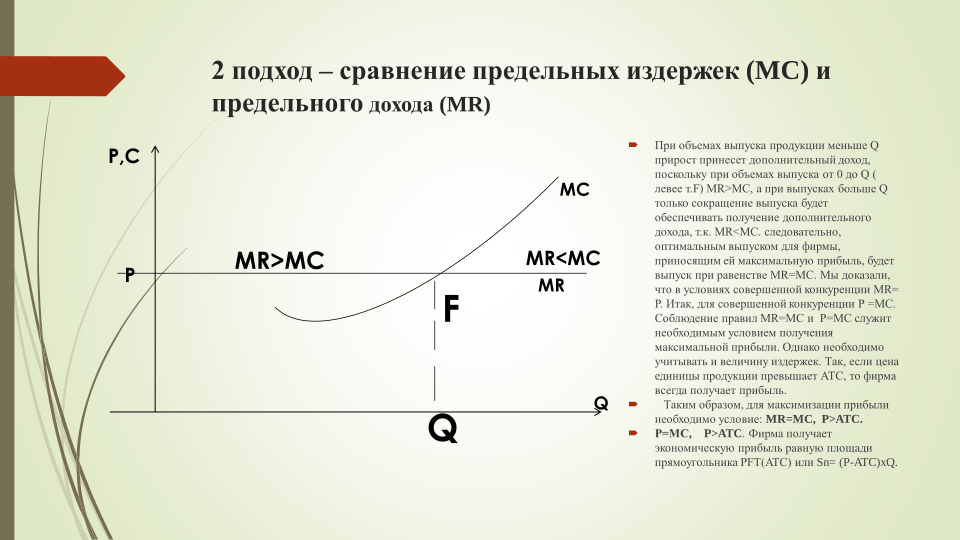 2 подход – сравнение предельных издержек (МС) и
предельного дохода (MR)
P,C
MC
MR>MC
MR<MC
P
MR
F
Q
Q
При объемах выпуска продукции меньше Q
прирост принесет дополнительный доход,
поскольку при объемах выпуска от 0 до Q (
левее т.F) MR>MC, а при выпусках больше Q
только сокращение выпуска будет
обеспечивать получение дополнительного
дохода, т.к. MR<MC. следовательно,
оптимальным выпуском для фирмы,
приносящим ей максимальную прибыль, будет
выпуск при равенстве MR=MC. Мы доказали,
что в условиях совершенной конкуренции MR=
P. Итак, для совершенной конкуренции P =MC.
Соблюдение правил MR=MC и P=MC служит
необходимым условием получения
максимальной прибыли. Однако необходимо
учитывать и величину издержек. Так, если цена
единицы продукции превышает АТС, то фирма
всегда получает прибыль.
Таким образом, для максимизации прибыли
необходимо условие: MR=MC, P>ATC.
P=MC, P>ATC. Фирма получает
экономическую прибыль равную площади
прямоугольника PFT(ATC) или Sn= (P-ATC)xQ.